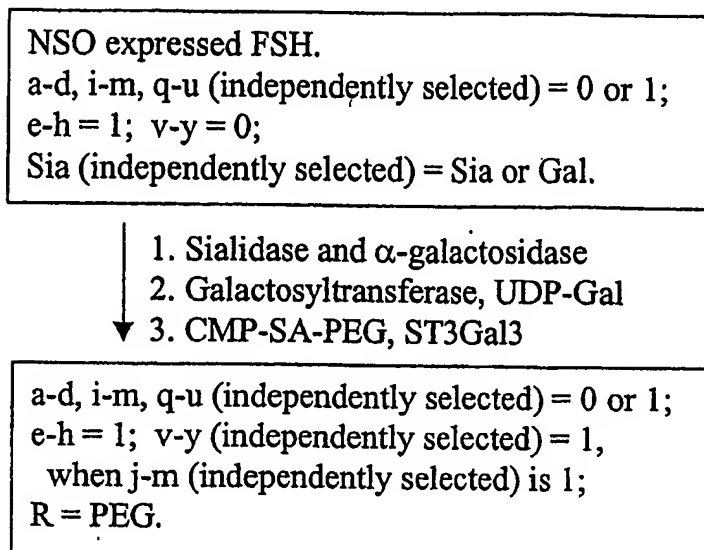 NSO expressed FSH.
a-d, i-m, q-u (independently selected) = 0 or 1;
e-h = 1; v-y = 0;
Sia (independently selected) = Sia or Gal.
1. Sialidase and α-galactosidase
2. Galactosyltransferase, UDP-Gal
3. CMP-SA-PEG, ST3Gal3
a-d, i-m, q-u (independently selected) = 0 or 1;
e-h = 1; v-y (independently selected) = 1,
when j-m (independently selected) is 1;
R = PEG.